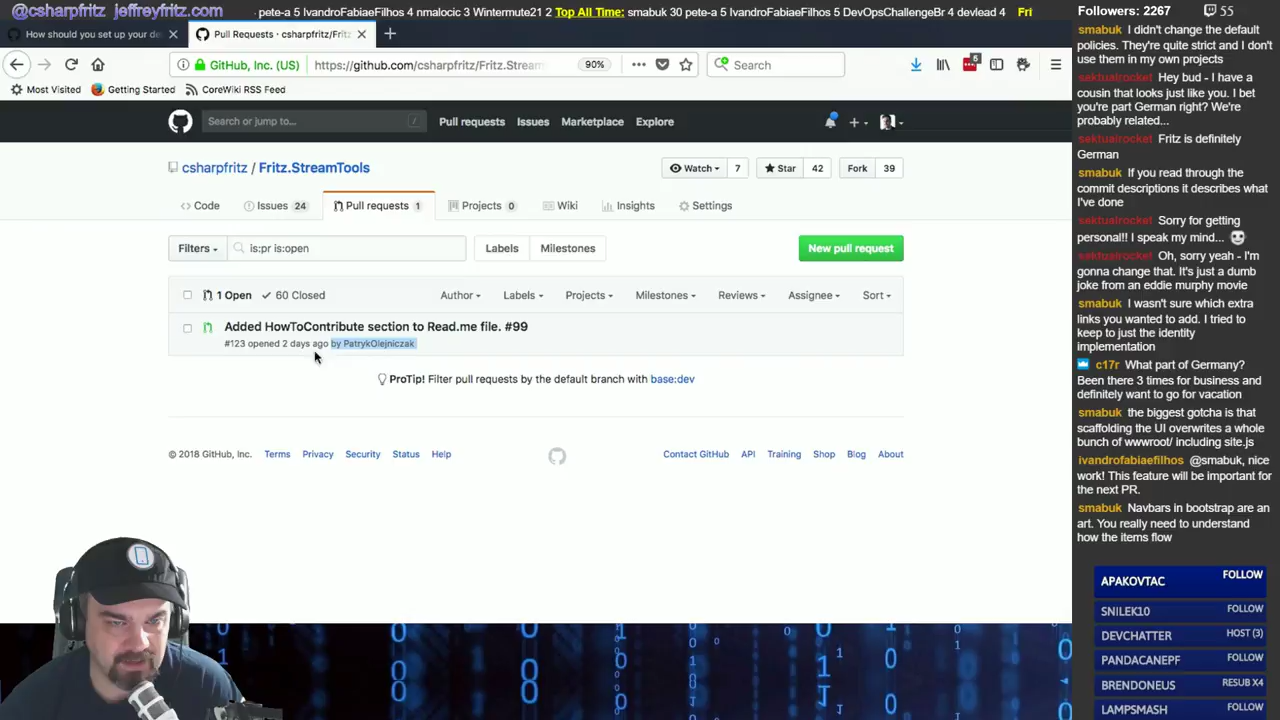 @csharpfritz jeffreyfritz.com
pete-a 5 IvandroFabiaeFilhos 4 nmalocic 3 Wintermute21 2 Top All Time: smabuk 30 pete-a 5 IvandroFabiaeFilhos 5 DevOpsChallengeBr 4 devlead 4 Fri
Followers: 2267 55
How should you set up your de
Pull Requests · csharpfritz/Fritz
GitHub, Inc. (US)
https://github.com/csharpfritz/Fritz.Stream
90%
Search
6
Most Visited
Getting Started
CoreWiki RSS Feed
Search or jump to...
/
Pull requests
Issues
Marketplace
Explore
csharpfritz / Fritz.StreamTools
Watch 7
Star 42
Fork 39
Code
Issues 24
Pull requests 1
Projects 0
Wiki
Insights
Settings
Filters
is:pr is:open
Labels
Milestones
New pull request
1 Open
60 Closed
Author
Labels
Projects
Milestones
Reviews
Assignee
Sort
Added HowToContribute section to Read.me file. #99
#123 opened 2 days ago by PatrykOlejniczak
ProTip! Filter pull requests by the default branch with base:dev
© 2018 GitHub, Inc.
Terms
Privacy
Security
Status
Help
Contact GitHub
API
Training
Shop
Blog
About
smabuk I didn't change the default
policies. They're quite strict and I don't
use them in my own projects
sektualrocket Hey bud - I have a
cousin that looks just like you. I bet
you're part German right? We're
probably related...
sektualrocket Fritz is definitely
German
smabuk If you read through the
commit descriptions it describes what
I've done
sektualrocket Sorry for getting
personal!! I speak my mind...
sektualrocket Oh, sorry yeah - I'm
gonna change that. It's just a dumb
joke from an eddie murphy movie
smabuk I wasn't sure which extra
links you wanted to add. I tried
to keep to just the identity
implementation
c17r What part of Germany?
Been there 3 times for business and
definitely want to go for vacation
smabuk the biggest gotcha is that
scaffolding the UI overwrites a whole
bunch of wwwroot/ including site.js
ivandrofabiaefilhos @smabuk, nice
work! This feature will be important for
the next PR.
smabuk Navbars in bootstrap are an
art. You really need to understand
how the items flow
APAKOVTAC FOLLOW
SNILEK10 FOLLOW
DEVCHATTER HOST (3)
PANDACANEPF FOLLOW
BRENDONEUS RESUB X4
LAMPSMASH FOLLOW